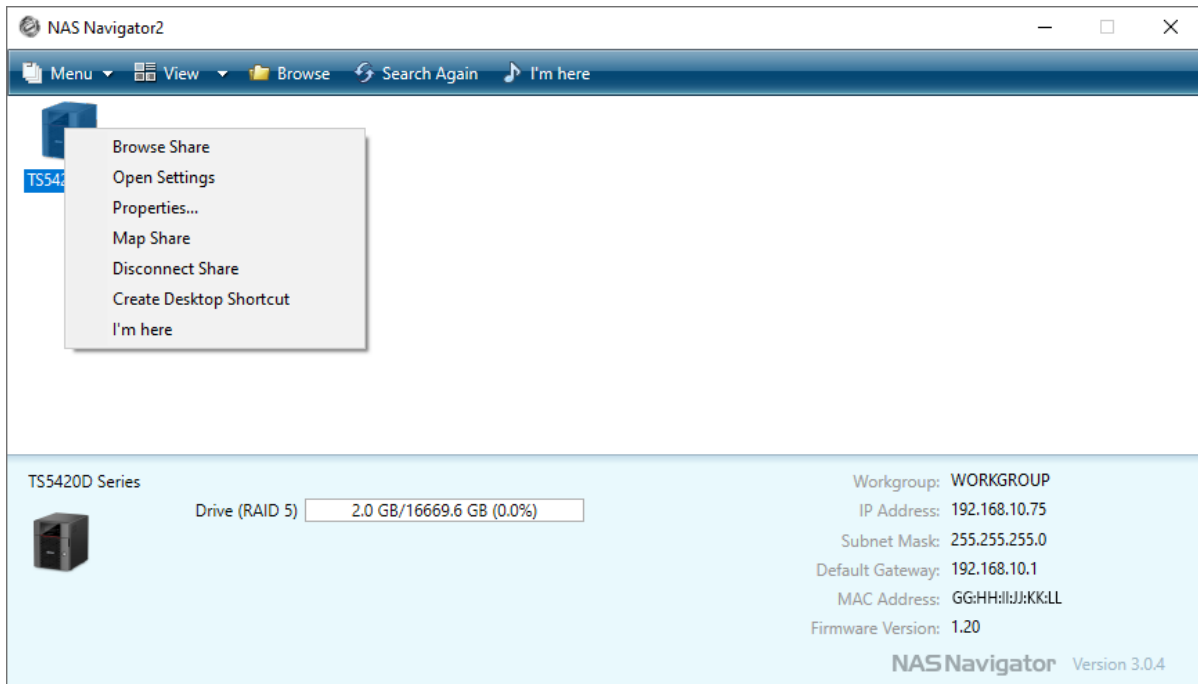 NAS Navigator2
Menu View Browse Search Again I'm here
TS542
Browse Share
Open Settings
Properties...
Map Share
Disconnect Share
Create Desktop Shortcut
I'm here
TS5420D Series
Drive (RAID 5) 2.0 GB/16669.6 GB (0.0%)
Workgroup: WORKGROUP
IP Address: 192.168.10.75
Subnet Mask: 255.255.255.0
Default Gateway: 192.168.10.1
MAC Address: GG:HH:II:JJ:KK:LL
Firmware Version: 1.20
NAS Navigator Version 3.0.4